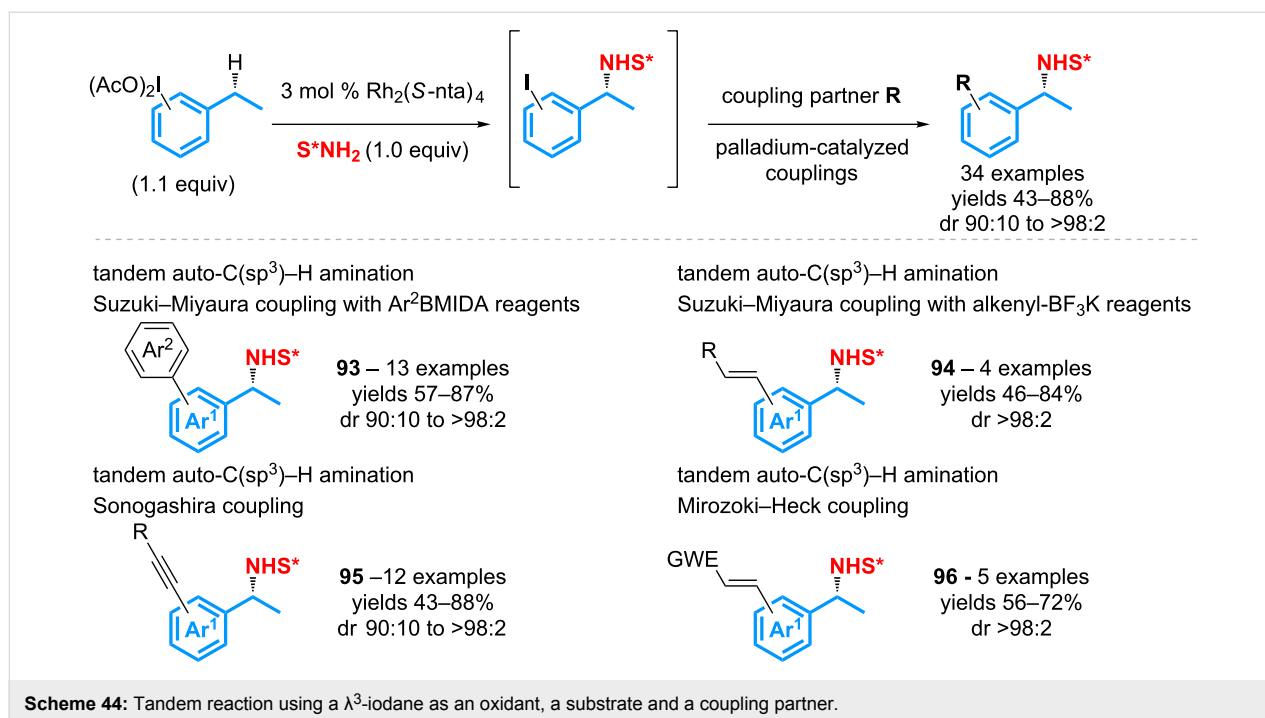 H
(AcO)2I
3 mol % Rh2(S-nta)4
S*NH2 (1.0 equiv)
(1.1 equiv)
NHS*
I
coupling partner R
palladium-catalyzed
couplings
NHS*
R
34 examples
yields 43–88%
dr 90:10 to >98:2
tandem auto-C(sp3)–H amination
Suzuki–Miyaura coupling with Ar2BMIDA reagents
Ar2
NHS*
Ar1
93 – 13 examples
yields 57–87%
dr 90:10 to >98:2
tandem auto-C(sp3)–H amination
Suzuki–Miyaura coupling with alkenyl-BF3K reagents
R
NHS*
Ar1
94 – 4 examples
yields 46–84%
dr >98:2
tandem auto-C(sp3)–H amination
Sonogashira coupling
R
NHS*
Ar1
95 –12 examples
yields 43–88%
dr 90:10 to >98:2
tandem auto-C(sp3)–H amination
Mirozoki–Heck coupling
GWE
NHS*
Ar1
96 - 5 examples
yields 56–72%
dr >98:2
Scheme 44: Tandem reaction using a λ3-iodane as an oxidant, a substrate and a coupling partner.